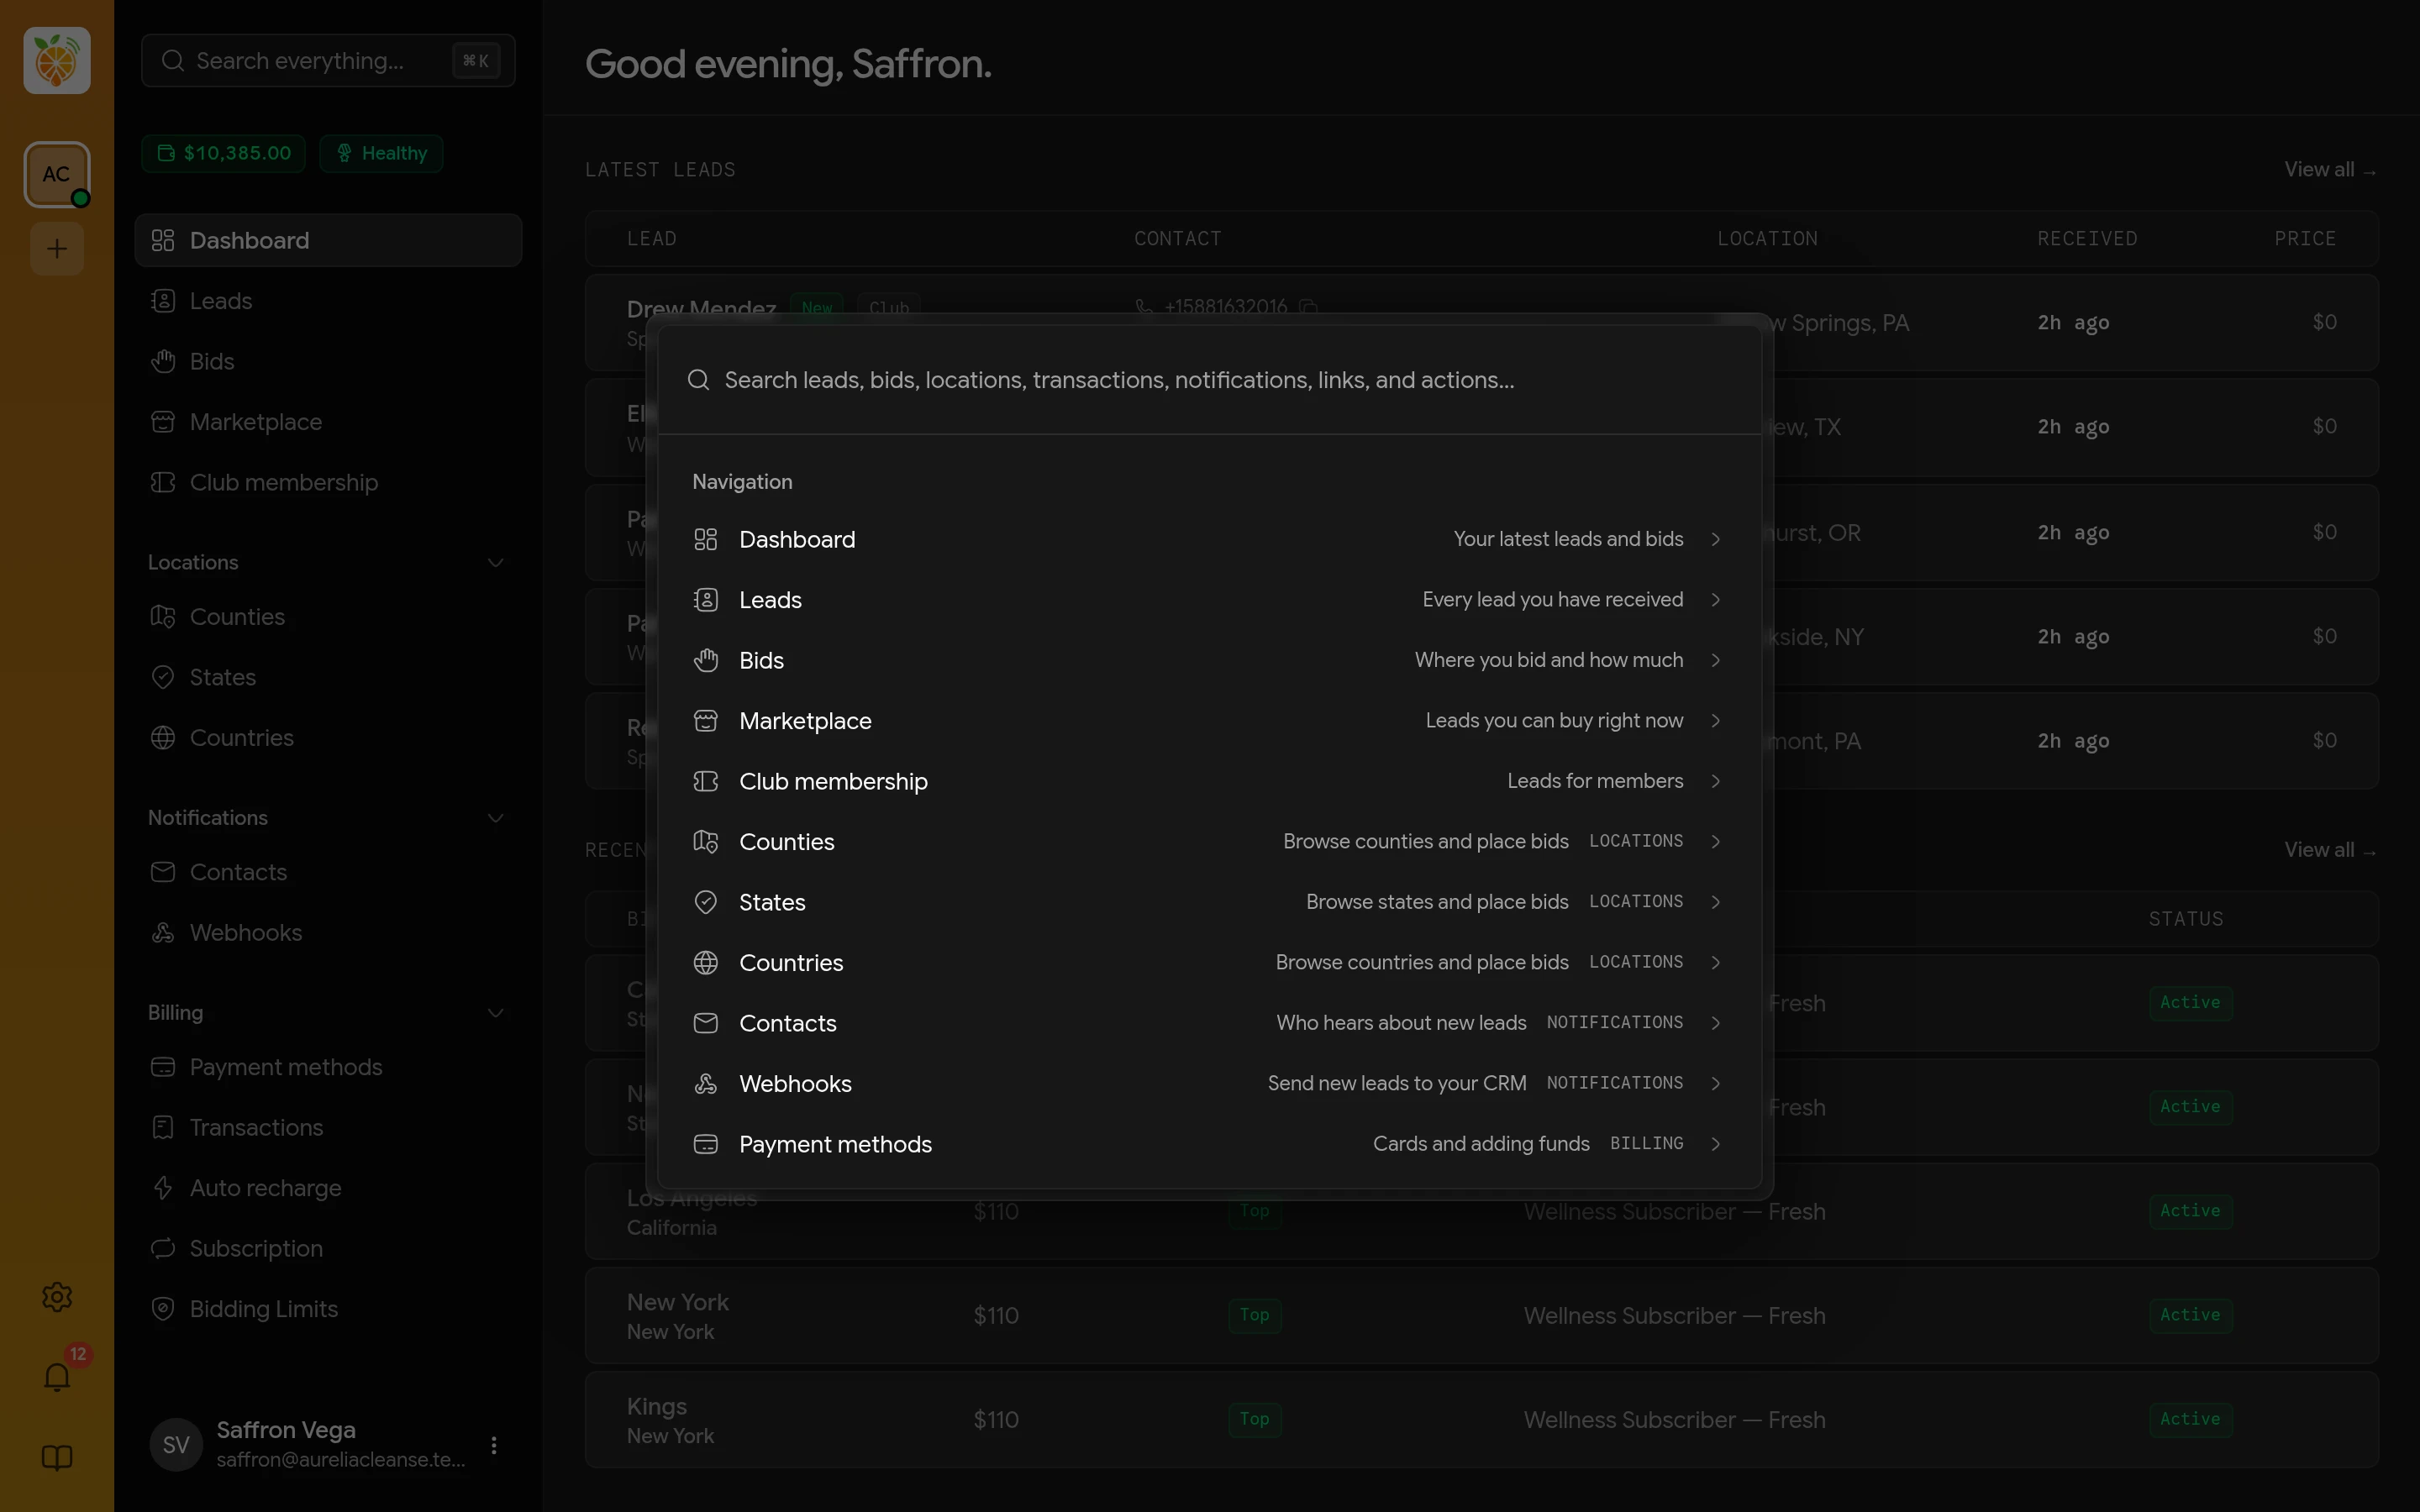 Search everything... ⌘K
$10,385.00 Healthy
AC
Dashboard
Leads
Bids
Marketplace
Club membership
Locations
Counties
States
Countries
Notifications
Contacts
Webhooks
Billing
Payment methods
Transactions
Auto recharge
Subscription
Bidding Limits
12
SV
Saffron Vega
saffron@aureliacleanse.te...
Good evening, Saffron.
LATEST LEADS View all →
LEAD CONTACT LOCATION RECEIVED PRICE
Drew Mendez New Club +15881632016
Springs, PA 2h ago $0
TX 2h ago $0
OR 2h ago $0
NY 2h ago $0
PA 2h ago $0
Search leads, bids, locations, transactions, notifications, links, and actions...
Navigation
Dashboard Your latest leads and bids
Leads Every lead you have received
Bids Where you bid and how much
Marketplace Leads you can buy right now
Club membership Leads for members
Counties Browse counties and place bids LOCATIONS
States Browse states and place bids LOCATIONS
Countries Browse countries and place bids LOCATIONS
Contacts Who hears about new leads NOTIFICATIONS
Webhooks Send new leads to your CRM NOTIFICATIONS
Payment methods Cards and adding funds BILLING
View all →
STATUS
Fresh Active
Fresh Active
Los Angeles
California $110 Top Wellness Subscriber — Fresh Active
New York
New York $110 Top Wellness Subscriber — Fresh Active
Kings
New York $110 Top Wellness Subscriber — Fresh Active